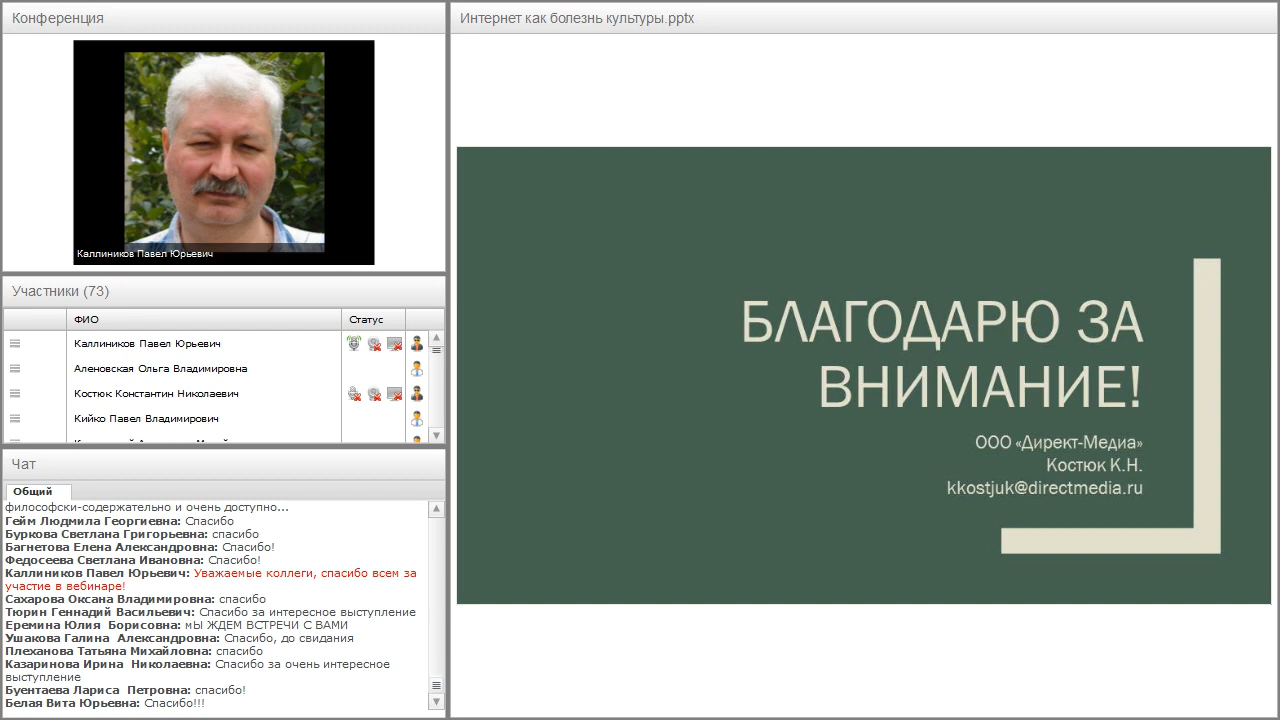 Конференция
Каллиников Павел Юрьевич
Участники (73)
ФИО
Статус
Каллиников Павел Юрьевич
Аленовская Ольга Владимировна
Костюк Константин Николаевич
Кийко Павел Владимирович
Чат
Общий
философски-содержательно и очень доступно...
Гейм Людмила Георгиевна: Спасибо
Буркова Светлана Григорьевна: спасибо
Багнетова Елена Александровна: Спасибо!
Федосеева Светлана Ивановна: Спасибо!
Каллиников Павел Юрьевич: Уважаемые коллеги, спасибо всем за
участие в вебинаре!
Сахарова Оксана Владимировна: спасибо
Тюрин Геннадий Васильевич: Спасибо за интересное выступление
Еремина Юлия Борисовна: мЫ ЖДЕМ ВСТРЕЧИ С ВАМИ
Ушакова Галина Александровна: Спасибо, до свидания
Плеханова Татьяна Михайловна: спасибо
Казаринова Ирина Николаевна: Спасибо за очень интересное
выступление
Буентаева Лариса Петровна: спасибо!
Белая Вита Юрьевна: Спасибо!!!
Интернет как болезнь культуры.pptx
БЛАГОДАРЮ ЗА
ВНИМАНИЕ!
ООО «Директ-Медиа»
Костюк К.Н.
kkostjuk@directmedia.ru